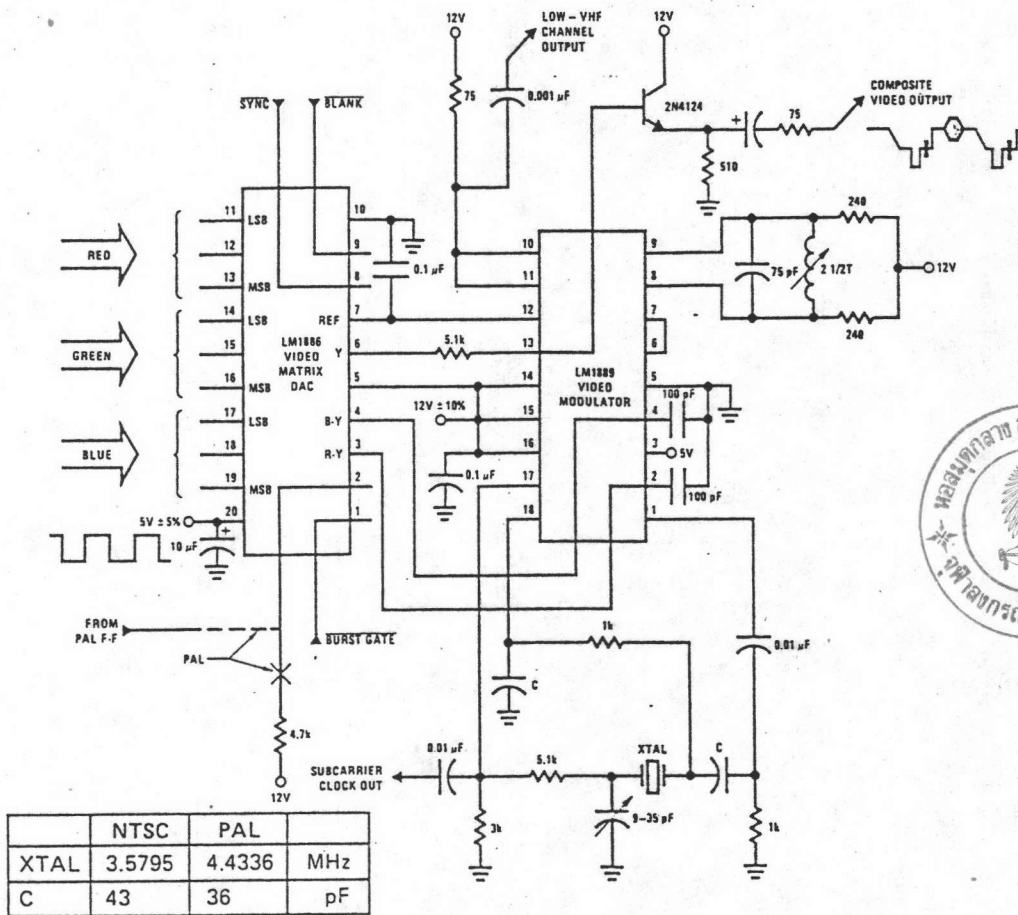 12V
LOW – VHF
CHANNEL
OUTPUT
12V
75
0.001 µF
SYNC
BLANK
2N4124
COMPOSITE
VIDEO OUTPUT
+
75
510
RED
11 LSB
12
13 MSB
GREEN
14 LSB
15
16 MSB
BLUE
17 LSB
18
19 MSB
20
10
9
8
REF 7
Y 6
5
B-Y 4
R-Y 3
2
1
LM1886
VIDEO
MATRIX
DAC
0.1 µF
5.1k
12V ± 10%
0.1 µF
10
11
12
13
14
15
16
17
18
LM1889
VIDEO
MODULATOR
9
8
7
6
5
4
3
2
1
240
75 pF
2 1/2T
12V
240
100 pF
5V
100 pF
5V ± 5%
+
10 µF
FROM
PAL F-F
PAL
BURST GATE
4.7k
12V
1k
C
0.01 µF
0.01 µF
SUBCARRIER
CLOCK OUT
5.1k
XTAL
C
3k
9–35 pF
1k
NTSC PAL
XTAL 3.5795 4.4336 MHz
C 43 36 pF